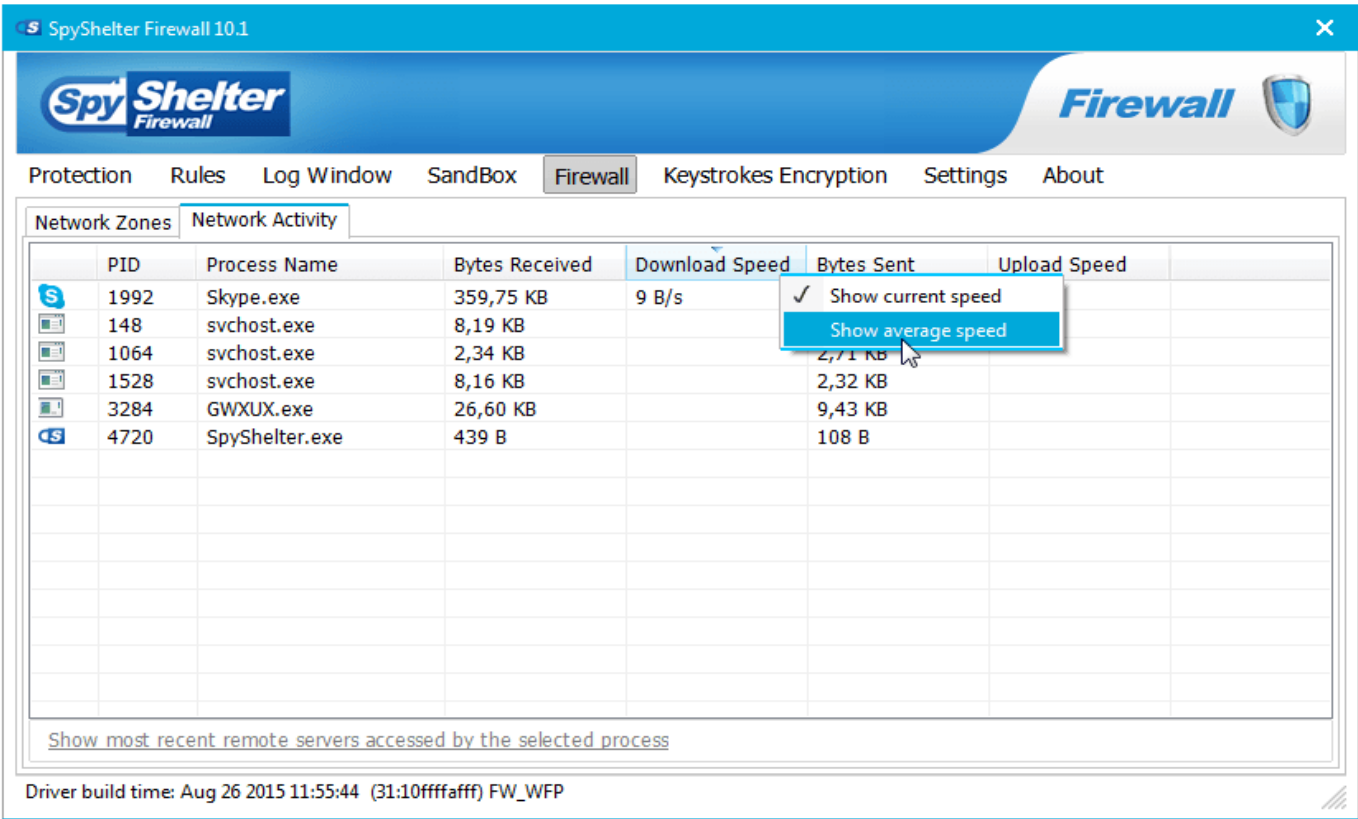 SpyShelter Firewall 10.1
Spy Shelter Firewall
Firewall
Protection Rules Log Window SandBox Firewall Keystrokes Encryption Settings About
Network Zones Network Activity
PID Process Name Bytes Received Download Speed Bytes Sent Upload Speed
1992 Skype.exe 359,75 KB 9 B/s ✓ Show current speed
148 svchost.exe 8,19 KB Show average speed
1064 svchost.exe 2,34 KB 2,71 KB
1528 svchost.exe 8,16 KB 2,32 KB
3284 GWXUX.exe 26,60 KB 9,43 KB
4720 SpyShelter.exe 439 B 108 B
Show most recent remote servers accessed by the selected process
Driver build time: Aug 26 2015 11:55:44 (31:10ffffafff) FW_WFP